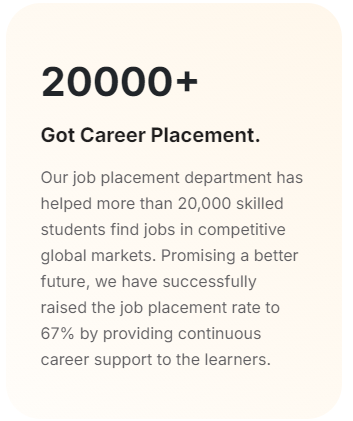 20000+
Got Career Placement.
Our job placement department has
helped more than 20,000 skilled
students find jobs in competitive
global markets. Promising a better
future, we have successfully
raised the job placement rate to
67% by providing continuous
career support to the learners.